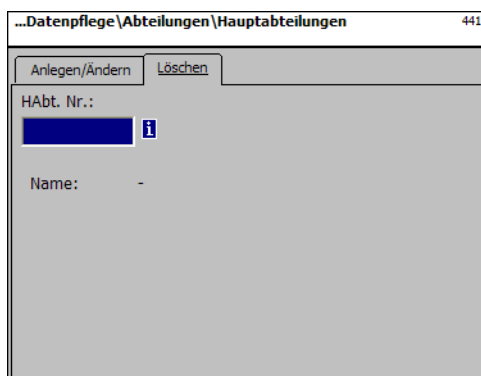 ...Datenpflege\Abteilungen\Hauptabteilungen 441
Anlegen/Ändern Löschen
HAbt. Nr.:
i
Name: -